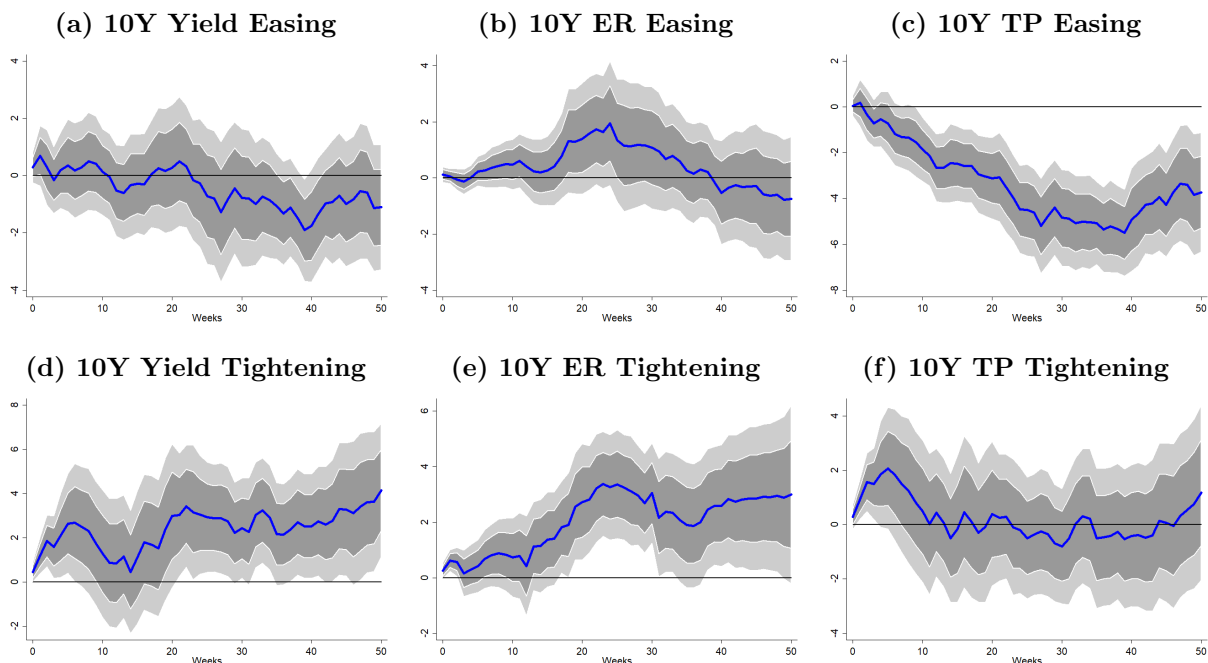 (a) 10Y Yield Easing
(b) 10Y ER Easing
(c) 10Y TP Easing
4
2
0
-2
-4
0 10 20 30 40 50
Weeks
4
2
0
-2
-4
0 10 20 30 40 50
Weeks
2
0
-2
-4
-6
-8
0 10 20 30 40 50
Weeks
(d) 10Y Yield Tightening
(e) 10Y ER Tightening
(f) 10Y TP Tightening
8
6
4
2
0
-2
0 10 20 30 40 50
Weeks
6
4
2
0
-2
0 10 20 30 40 50
Weeks
4
2
0
-2
-4
0 10 20 30 40 50
Weeks